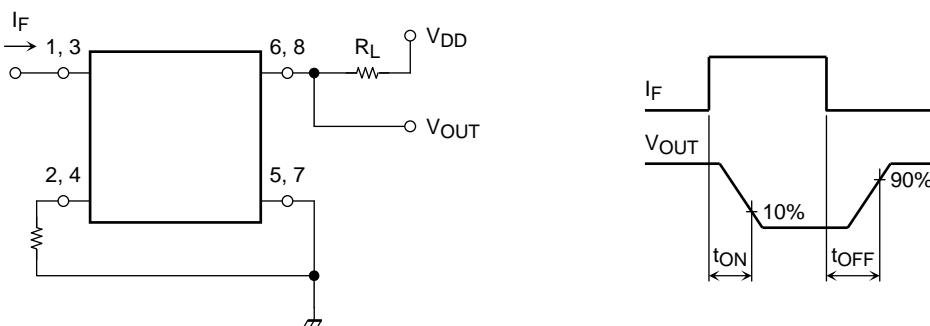 IF
1, 3
6, 8
RL
VDD
VOUT
2, 4
5, 7
IF
VOUT
10%
90%
tON
tOFF